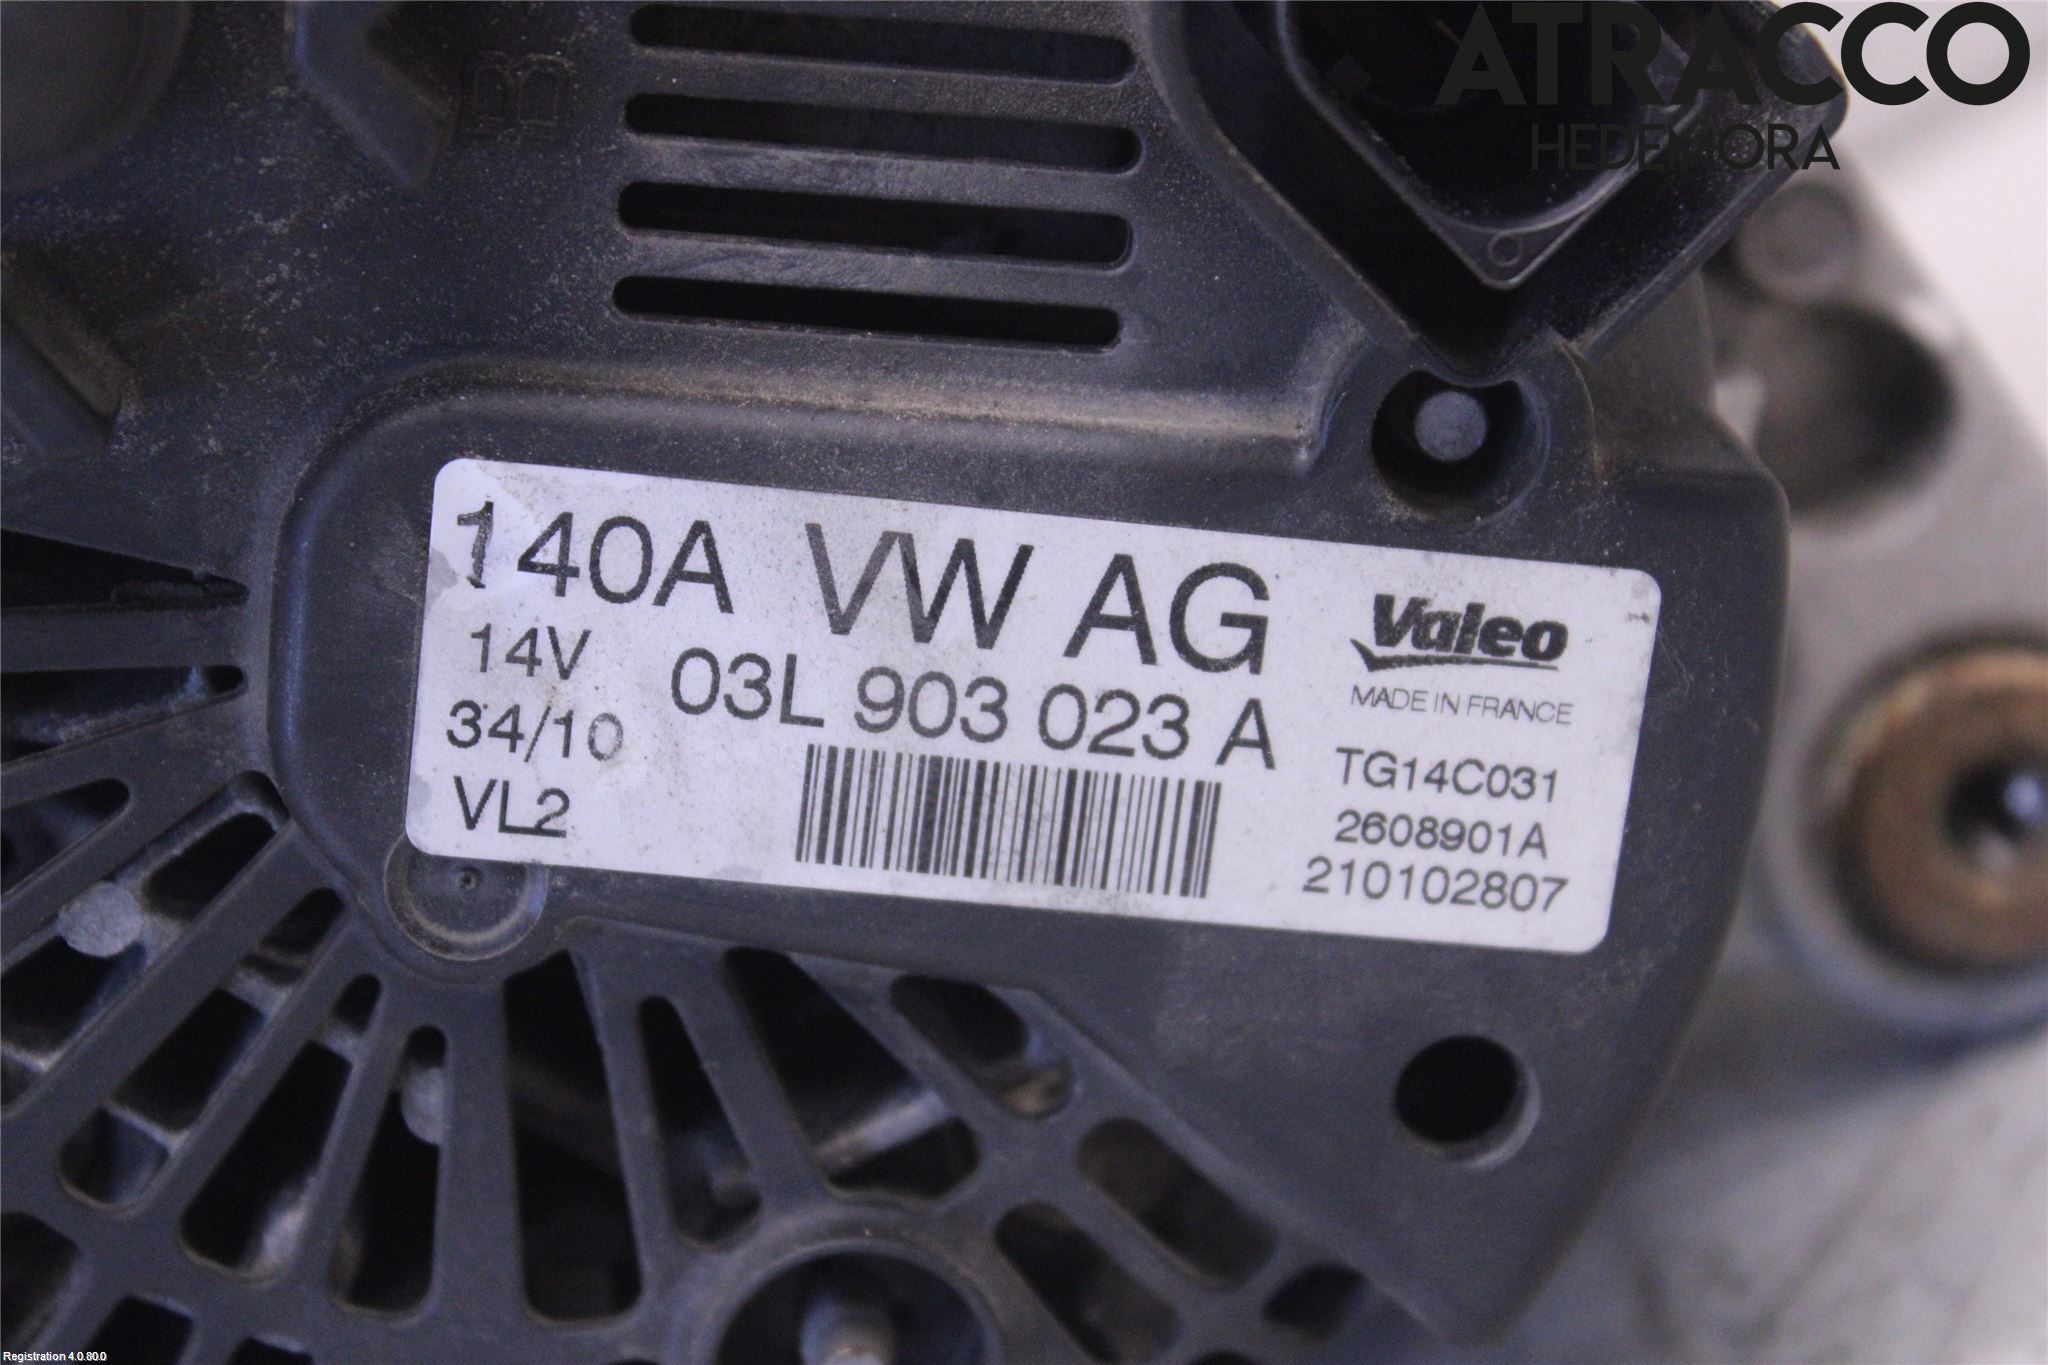 ATRACCO
HEDEMORA
B
140A VW AG
14V
03L 903 023 A
34/10
VL2
Valeo
MADE IN FRANCE
TG14C031
2608901A
210102807
Registration 4.0.80.0